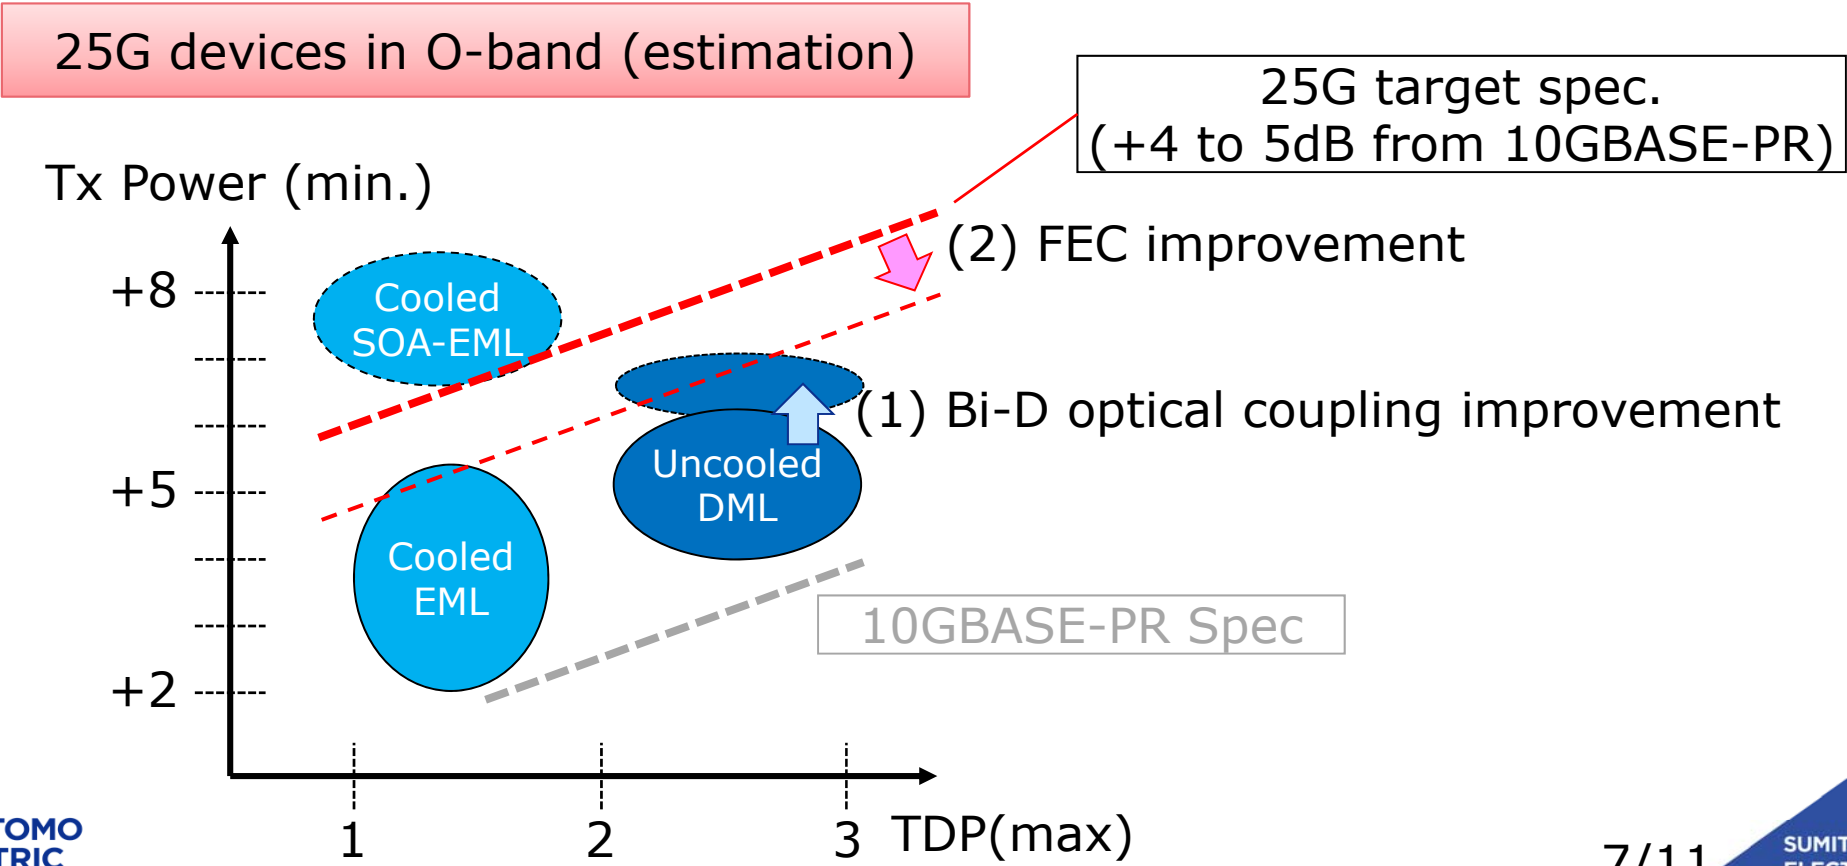 25G devices in O-band (estimation)
25G target spec.
(+4 to 5dB from 10GBASE-PR)
Tx Power (min.)
(2) FEC improvement
+8
Cooled
SOA-EML
(1) Bi-D optical coupling improvement
+5
Uncooled
DML
Cooled
EML
10GBASE-PR Spec
+2
1
2
3
TDP(max)
7/11